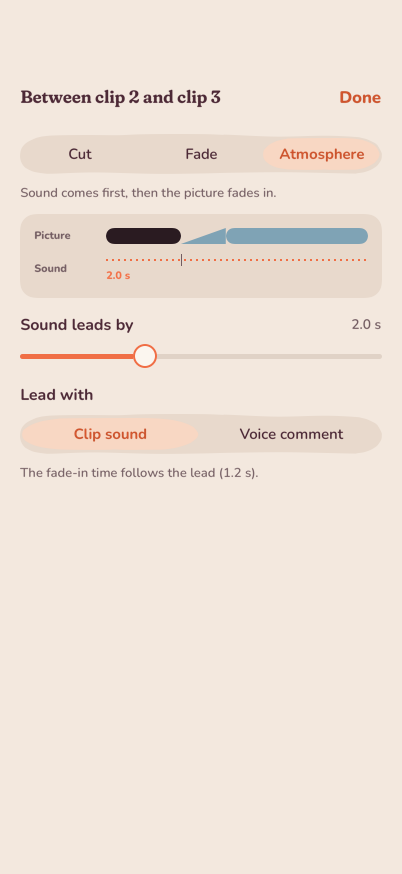 Between clip 2 and clip 3
Done
Cut
Fade
Atmosphere
Sound comes first, then the picture fades in.
Picture
Sound
2.0 s
Sound leads by
2.0 s
Lead with
Clip sound
Voice comment
The fade-in time follows the lead (1.2 s).